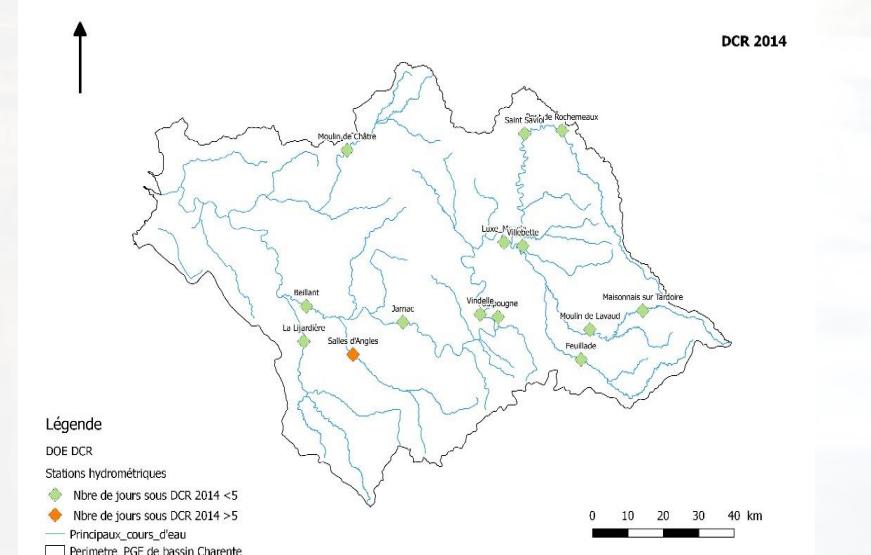 DCR 2014
Saint Saviol
de Rochemeaux
Moulin de Châtre
Luxe
Villebette
Maisonnais sur Tardoire
Beillant
Vindelle
Jarnac
Moulin de Lavaud
La Lijardière
Salles d'Angles
Feuillade
Légende
DOE DCR
Stations hydrométriques
Nbre de jours sous DCR 2014 <5
Nbre de jours sous DCR 2014 >5
Principaux_cours_d'eau
Perimetre_PGE de bassin Charente
0 10 20 30 40 km